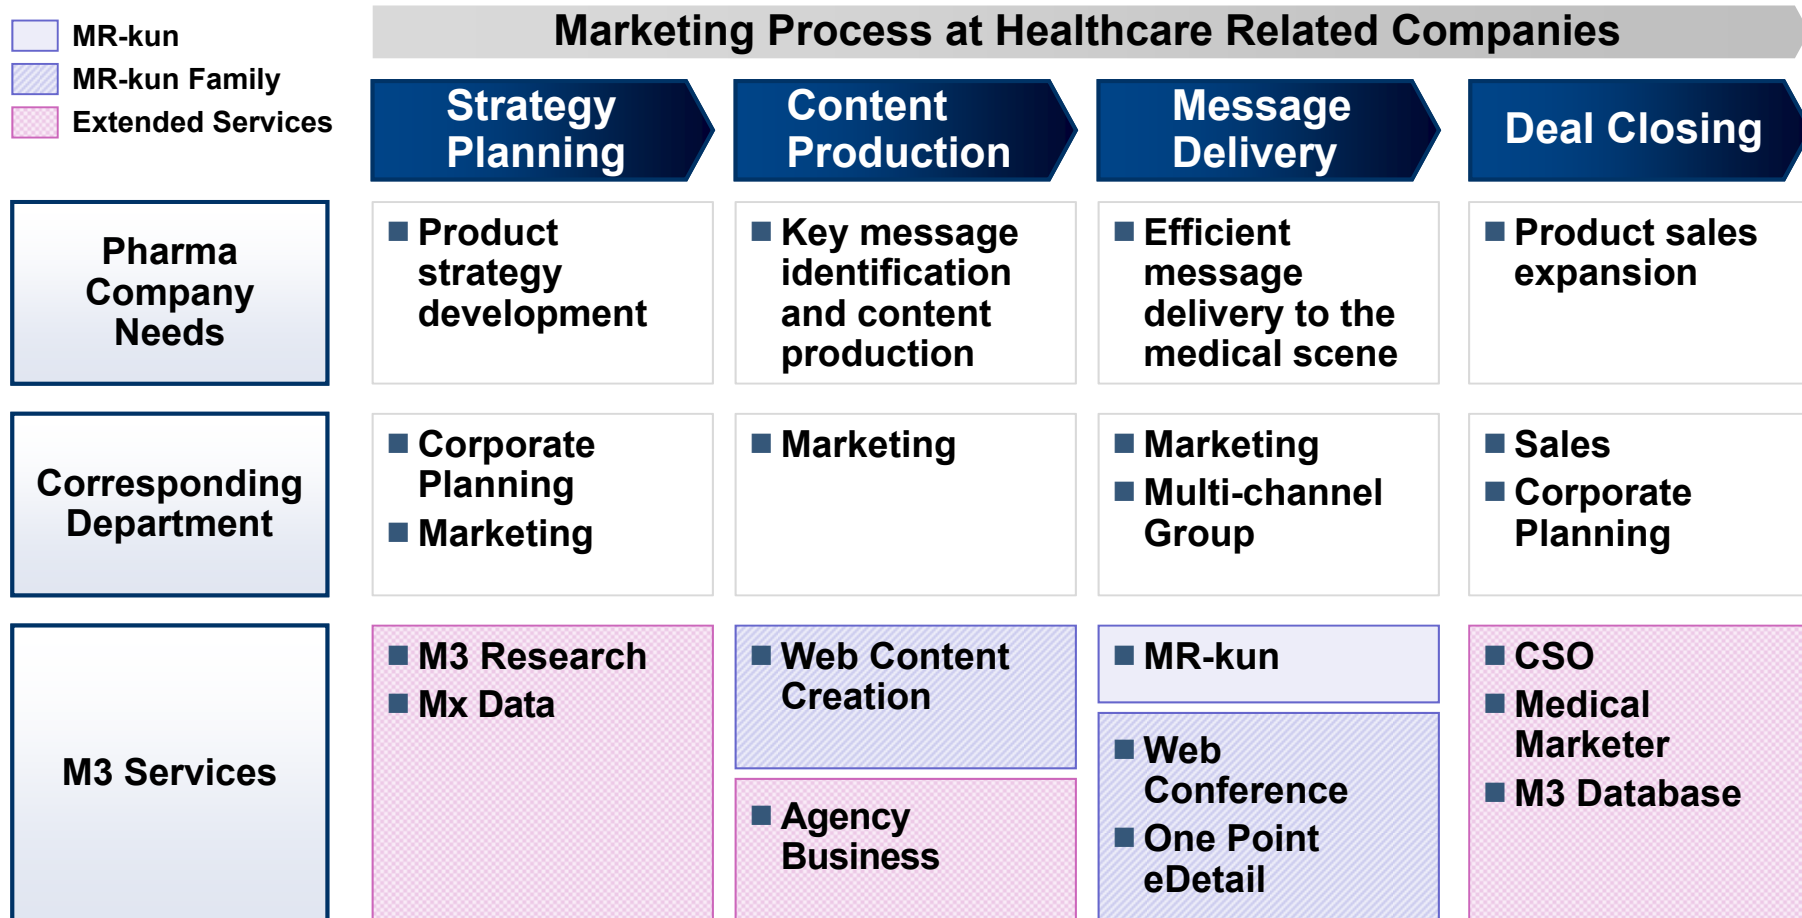 MR-kun
MR-kun Family
Extended Services
Marketing Process at Healthcare Related Companies
Strategy
Planning
Content
Production
Message
Delivery
Deal Closing
Pharma
Company
Needs
Product
strategy
development
Key message
identification
and content
production
Efficient
message
delivery to the
medical scene
Product sales
expansion
Corresponding
Department
Corporate
Planning
Marketing
Marketing
Marketing
Multi-channel
Group
Sales
Corporate
Planning
M3 Services
M3 Research
Mx Data
Web Content
Creation
Agency
Business
MR-kun
Web
Conference
One Point
eDetail
CSO
Medical
Marketer
M3 Database